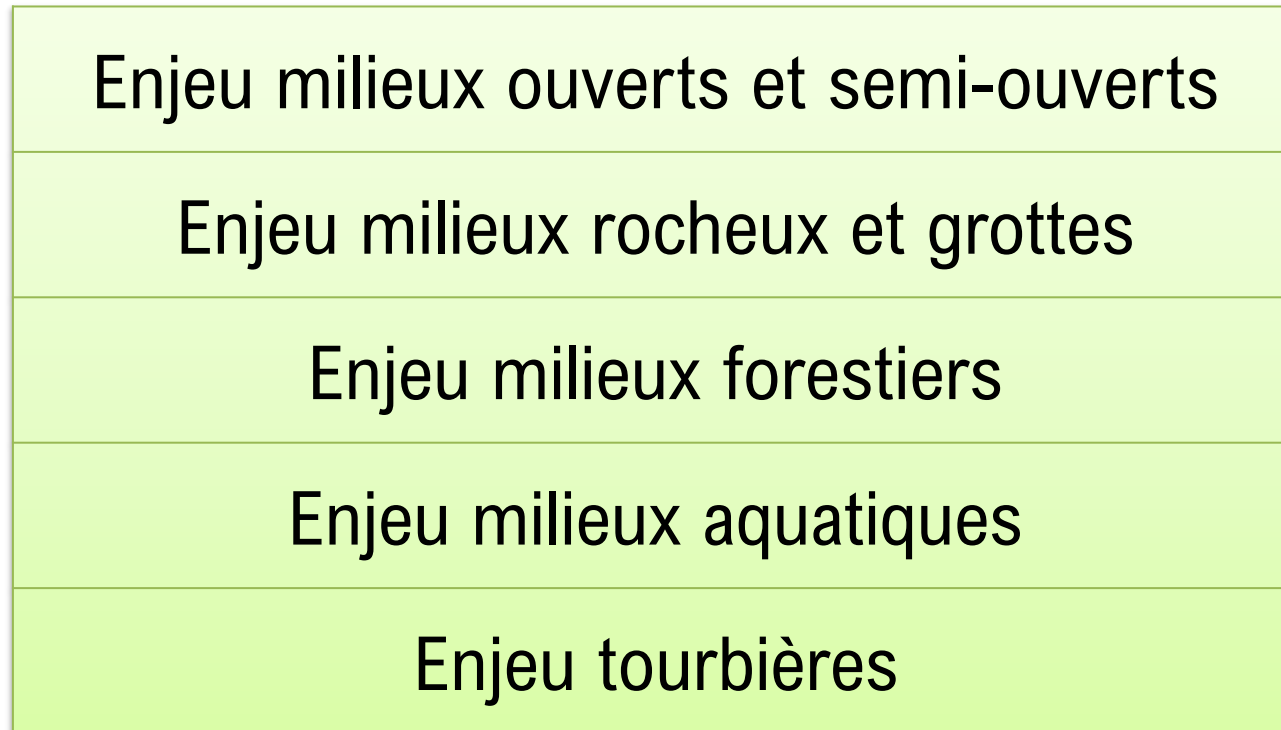 Enjeu milieux ouverts et semi-ouverts
Enjeu milieux rocheux et grottes
Enjeu milieux forestiers
Enjeu milieux aquatiques
Enjeu tourbières